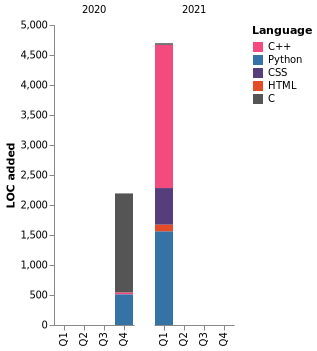 2020 2021
Language
C++
Python
CSS
HTML
C
LOC added
5,000
4,500
4,000
3,500
3,000
2,500
2,000
1,500
1,000
500
0
Q1 Q2 Q3 Q4 Q1 Q2 Q3 Q4